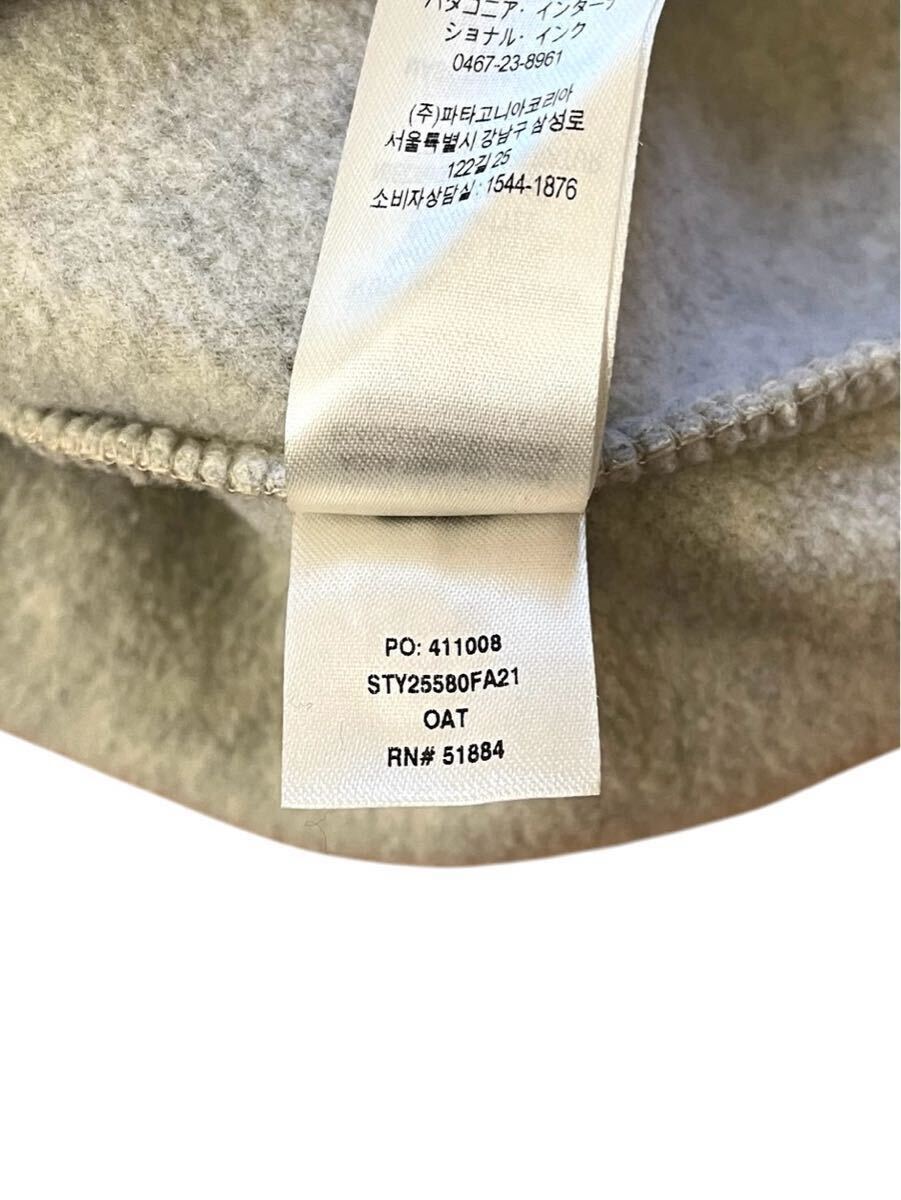 パタゴニア・インターナ
ショナル・インク
0467-23-8961
(주)파타고니아코리아
서울특별시 강남구 삼성로
122길 25
소비자상담실: 1544-1876
PO: 411008
STY25580FA21
OAT
RN# 51884